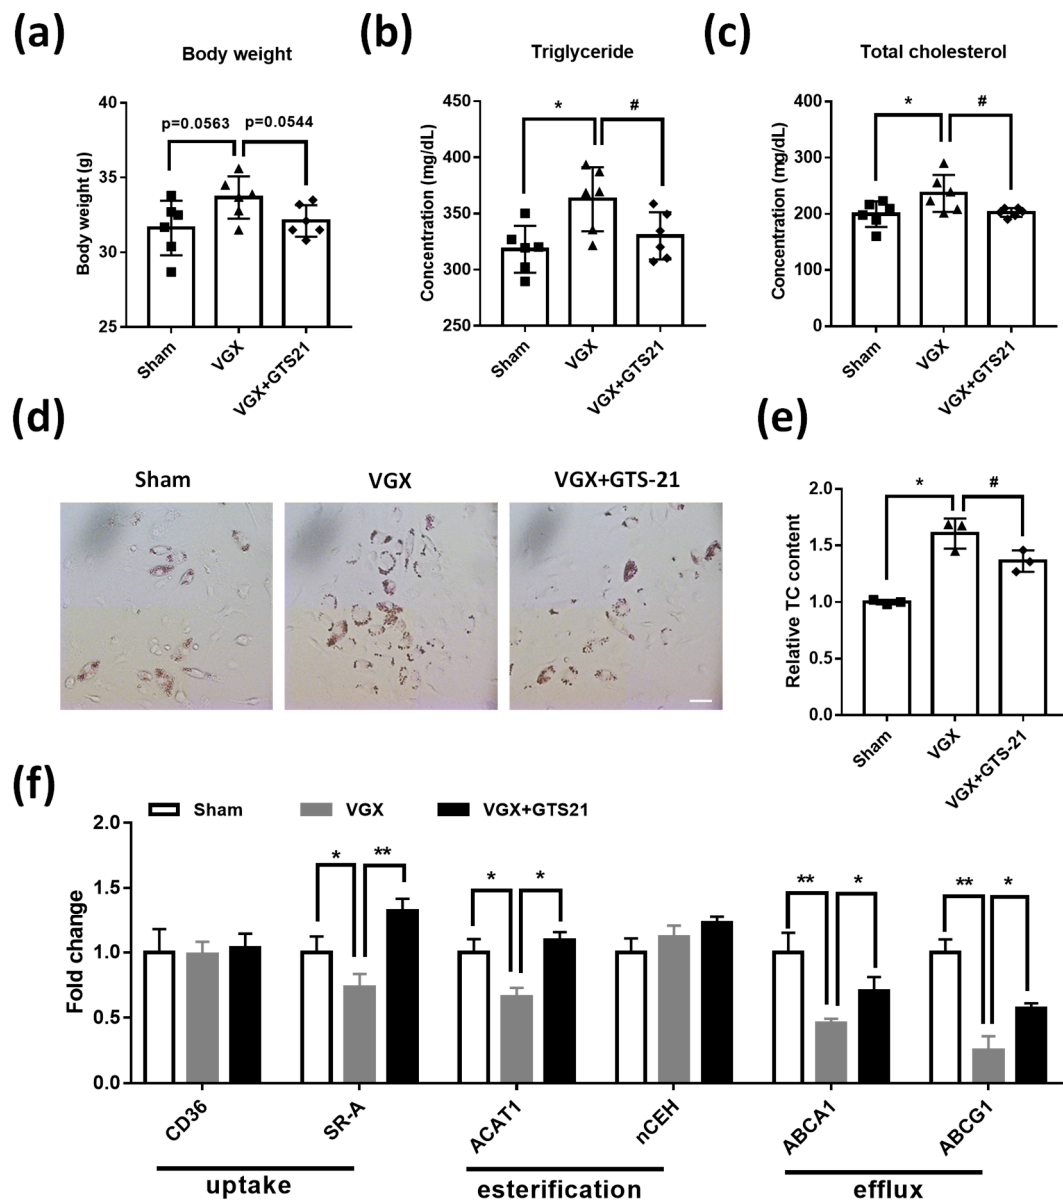 (a)
Body weight
Body weight (g)
40
35
30
25
p=0.0563
p=0.0544
Sham
VGX
VGX+GTS21
(b)
Triglyceride
Concentration (mg/dL)
450
400
350
300
250
*
#
Sham
VGX
VGX+GTS21
(c)
Total cholesterol
Concentration (mg/dL)
400
300
200
100
0
*
#
Sham
VGX
VGX+GTS21
(d)
Sham
VGX
VGX+GTS-21
(e)
Relative TC content
2.0
1.5
1.0
0.5
0.0
*
#
Sham
VGX
VGX+GTS-21
(f)
Sham
VGX
VGX+GTS21
Fold change
2.0
1.5
1.0
0.5
0.0
*
**
*
*
**
*
**
*
CD36
SR-A
ACAT1
nCEH
ABCA1
ABCG1
uptake
esterification
efflux